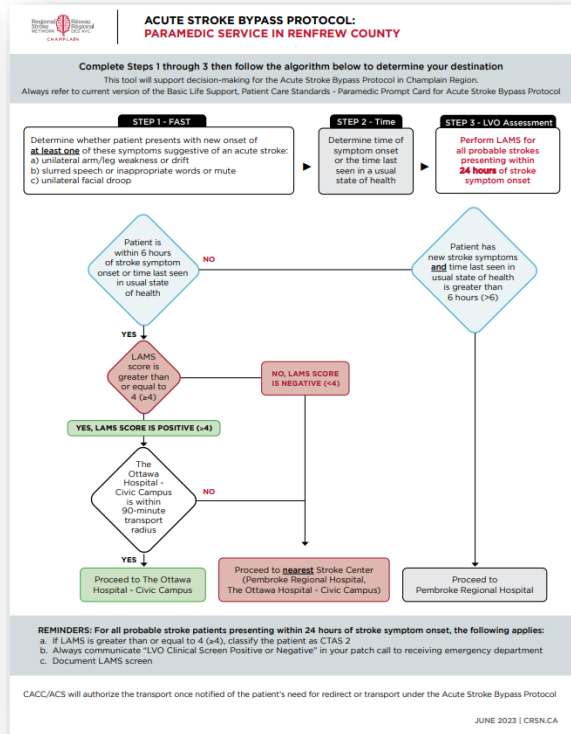 Regional Stroke NETWORK
Réseau Régional DES AVC
CHAMPLAIN
ACUTE STROKE BYPASS PROTOCOL:
PARAMEDIC SERVICE IN RENFREW COUNTY
Complete Steps 1 through 3 then follow the algorithm below to determine your destination
This tool will support decision-making for the Acute Stroke Bypass Protocol in Champlain Region.
Always refer to current version of the Basic Life Support, Patient Care Standards - Paramedic Prompt Card for Acute Stroke Bypass Protocol
STEP 1 - FAST
Determine whether patient presents with new onset of
at least one of these symptoms suggestive of an acute stroke:
a) unilateral arm/leg weakness or drift
b) slurred speech or inappropriate words or mute
c) unilateral facial droop
STEP 2 - Time
Determine time of
symptom onset
or the time last
seen in a usual
state of health
STEP 3 - LVO Assessment
Perform LAMS for
all probable strokes
presenting within
24 hours of stroke
symptom onset
Patient is
within 6 hours
of stroke symptom
onset or time last seen
in usual state
of health
NO
Patient has
new stroke symptoms
and time last seen in
usual state of health
is greater than
6 hours (>6)
YES
LAMS
score is
greater than
or equal to
4 (≥4)
NO, LAMS SCORE
IS NEGATIVE (<4)
YES, LAMS SCORE IS POSITIVE (≥4)
The
Ottawa
Hospital -
Civic Campus
is within
90-minute
transport
radius
NO
YES
Proceed to The Ottawa
Hospital - Civic Campus
Proceed to nearest Stroke Center
(Pembroke Regional Hospital,
The Ottawa Hospital - Civic Campus)
Proceed to
Pembroke Regional Hospital
REMINDERS: For all probable stroke patients presenting within 24 hours of stroke symptom onset, the following applies:
a. If LAMS is greater than or equal to 4 (≥4), classify the patient as CTAS 2
b. Always communicate “LVO Clinical Screen Positive or Negative” in your patch call to receiving emergency department
c. Document LAMS screen
CACC/ACS will authorize the transport once notified of the patient's need for redirect or transport under the Acute Stroke Bypass Protocol
JUNE 2023 | CRSN.CA